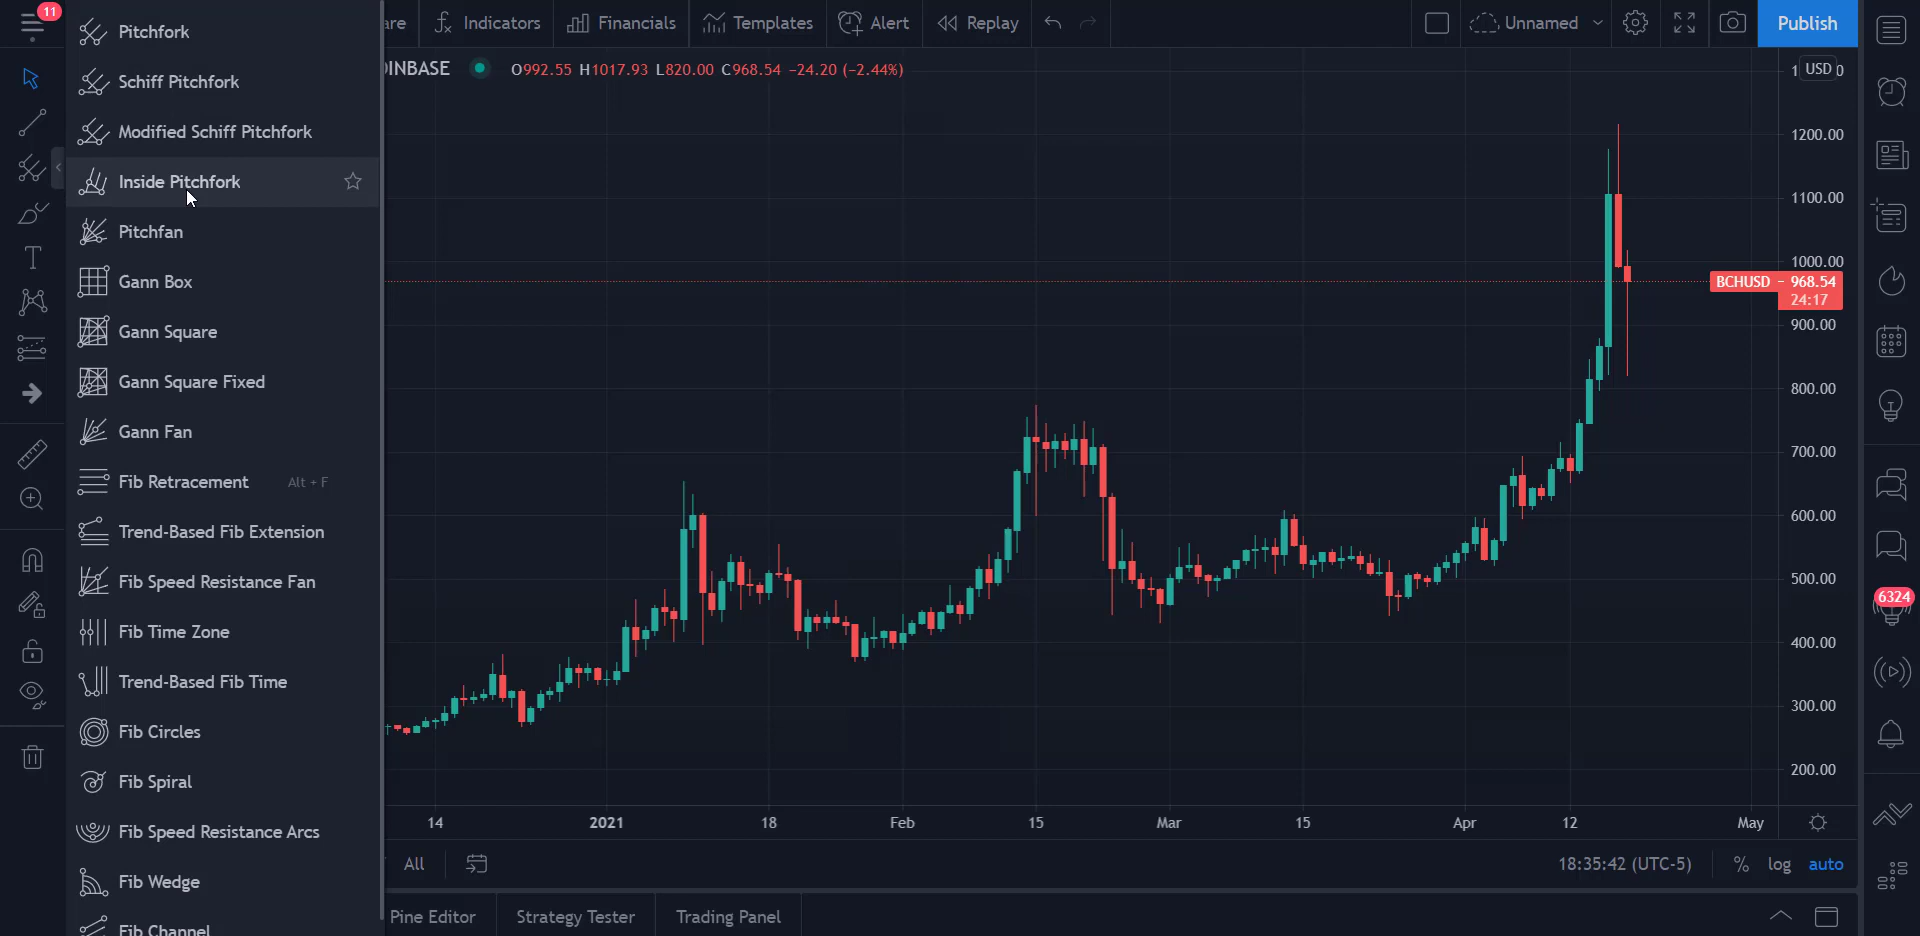 11
Pitchfork
Schiff Pitchfork
Modified Schiff Pitchfork
Inside Pitchfork
Pitchfan
Gann Box
Gann Square
Gann Square Fixed
Gann Fan
Fib Retracement Alt + F
Trend-Based Fib Extension
Fib Speed Resistance Fan
Fib Time Zone
Trend-Based Fib Time
Fib Circles
Fib Spiral
Fib Speed Resistance Arcs
Fib Wedge
Fib Channel
Indicators Financials Templates Alert Replay Unnamed Publish
INBASE O992.55 H1017.93 L820.00 C968.54 −24.20 (−2.44%)
USD
1200.00
1100.00
1000.00
BCHUSD 968.54
24:17
900.00
800.00
700.00
600.00
500.00
400.00
300.00
200.00
6324
14 2021 18 Feb 15 Mar 15 Apr 12 May
All 18:35:42 (UTC-5) % log auto
Pine Editor Strategy Tester Trading Panel